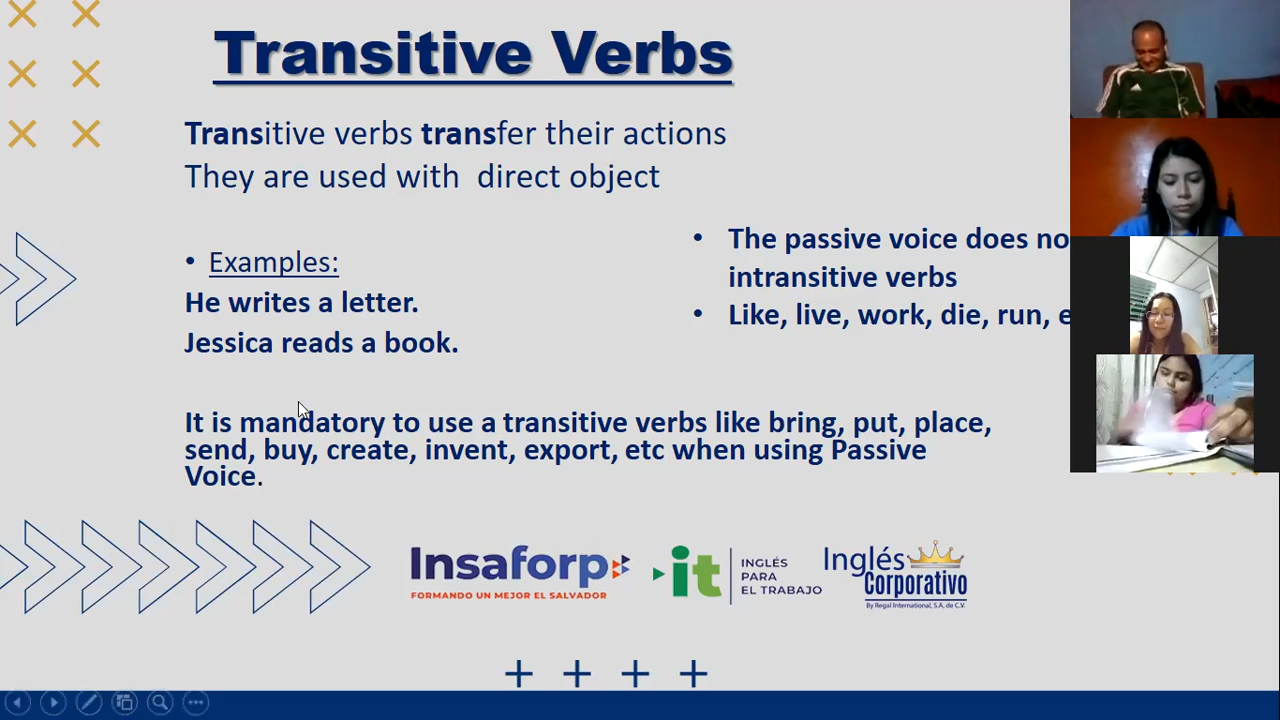 Transitive Verbs
Transitive verbs transfer their actions
They are used with  direct object
• Examples:
He writes a letter.
Jessica reads a book.
• The passive voice does no
intransitive verbs
• Like, live, work, die, run, e
It is mandatory to use a transitive verbs like bring, put, place,
send, buy, create, invent, export, etc when using Passive
Voice.
Insaforp
FORMANDO UN MEJOR EL SALVADOR
it
INGLÉS
PARA
EL TRABAJO
Inglés
Corporativo
By Regal International, S.A. de C.V.